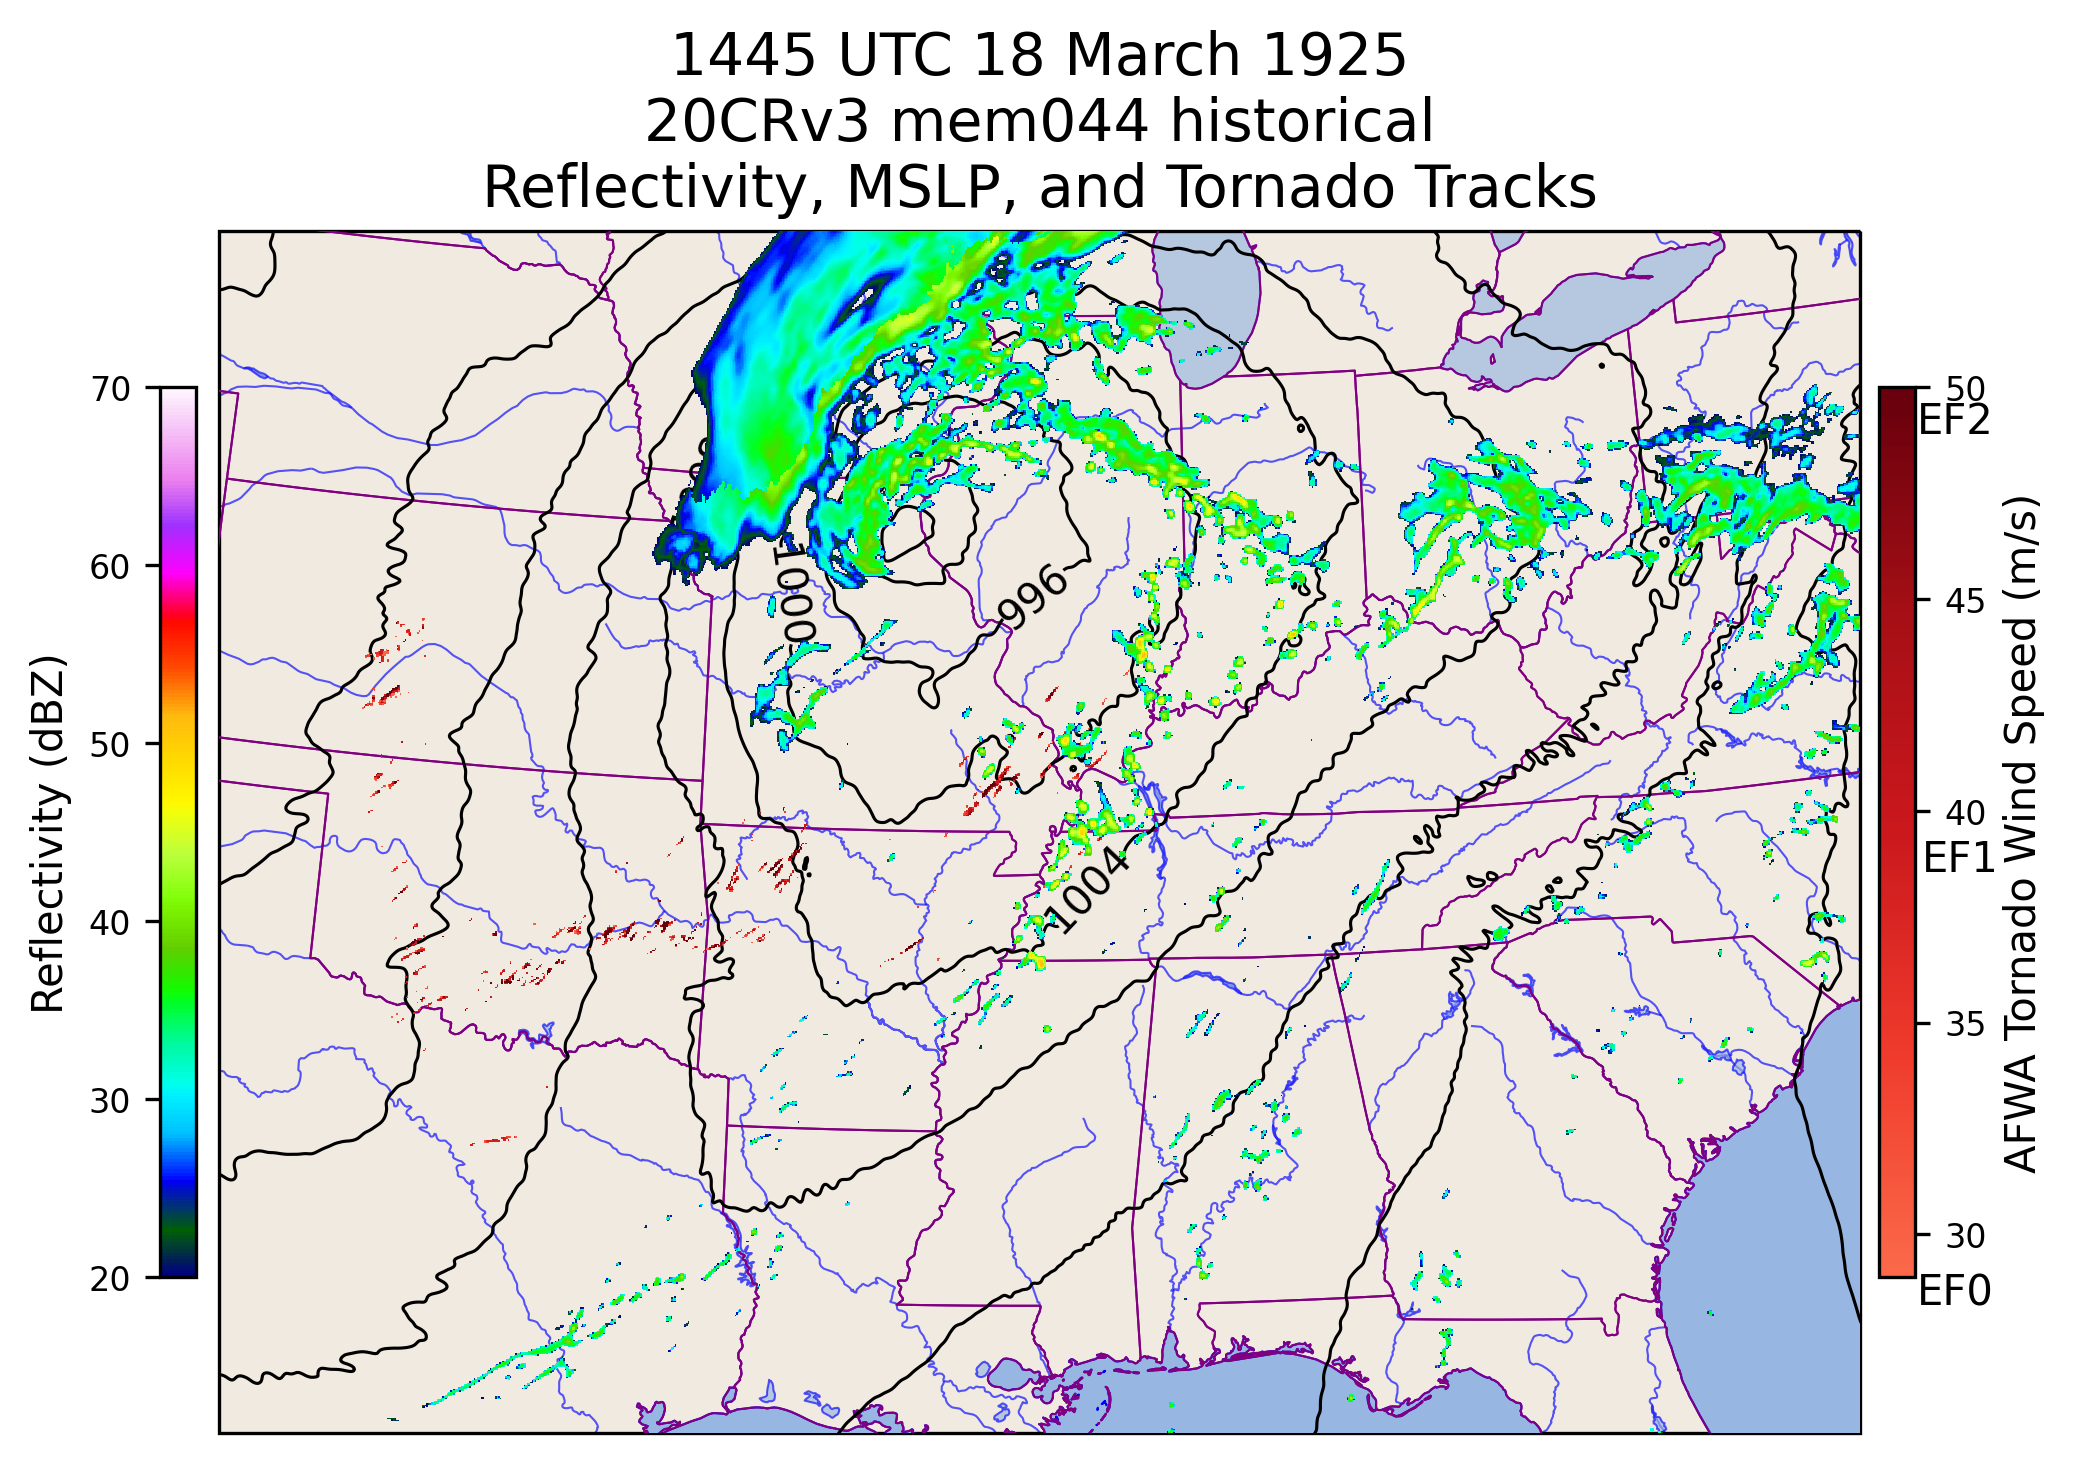 1445 UTC 18 March 1925
20CRv3 mem044 historical
Reflectivity, MSLP, and Tornado Tracks
70
60
50
40
30
20
Reflectivity (dBZ)
1000
996
1004
50
EF2
45
40
EF1
35
30
EF0
AFWA Tornado Wind Speed (m/s)